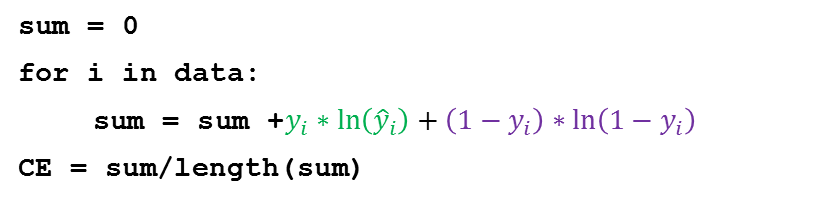 sum = 0
for i in data:
sum = sum +yᵢ ∗ ln(ŷᵢ) + (1 − yᵢ) ∗ ln(1 − yᵢ)
CE = sum/length(sum)